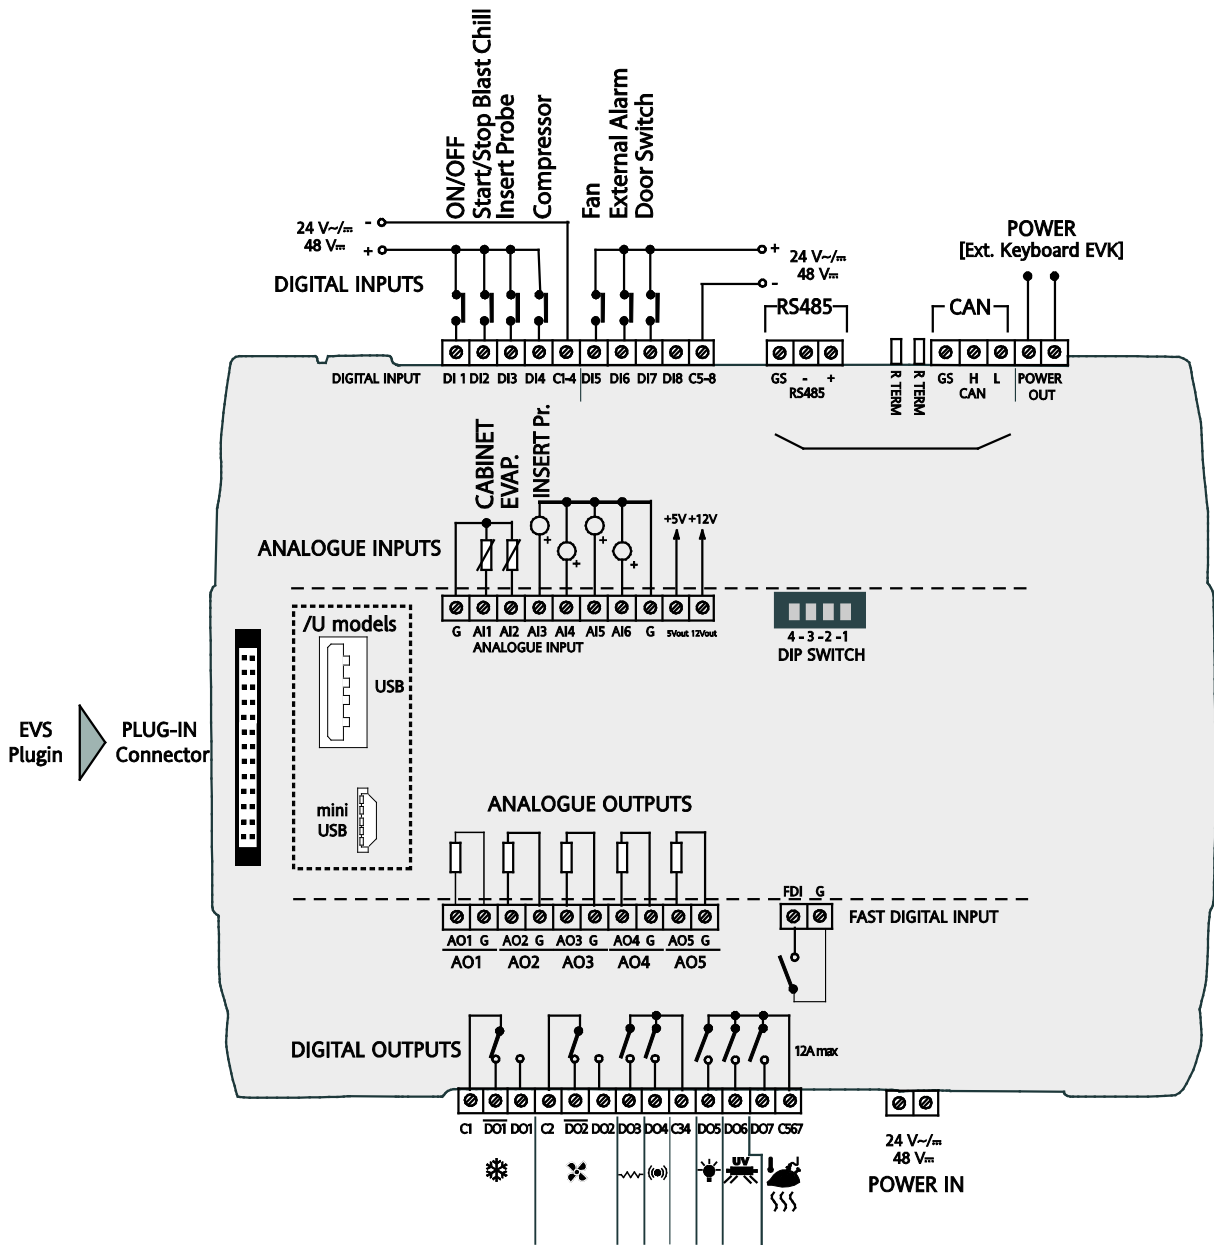 ON/OFF
Start/Stop Blast Chill
Insert Probe
Compressor
Fan
External Alarm
Door Switch
24 V~/⎓
48 V⎓
-
+
DIGITAL INPUTS
+
-
24 V~/⎓
48 V⎓
POWER
[Ext. Keyboard EVK]
RS485
CAN
DIGITAL INPUT
DI 1 DI2 DI3 DI4 C1-4 DI5 DI6 DI7 DI8 C5-8
GS - +
RS485
R TERM
R TERM
GS H L
CAN
POWER
OUT
CABINET
EVAP.
INSERT Pr.
ANALOGUE INPUTS
+ + + +
+5V +12V
G AI1 AI2 AI3 AI4 AI5 AI6 G 5Vout 12Vout
ANALOGUE INPUT
4 - 3 - 2 - 1
DIP SWITCH
/U models
USB
mini
USB
EVS
Plugin
PLUG-IN
Connector
ANALOGUE OUTPUTS
AO1 G AO2 G AO3 G AO4 G AO5 G
AO1 AO2 AO3 AO4 AO5
FDI G
FAST DIGITAL INPUT
DIGITAL OUTPUTS
12A max
C1 D̅O̅1̅ DO1 C2 D̅O̅2̅ DO2 DO3 DO4 C34 DO5 DO6 DO7 C567
UV
24 V~/⎓
48 V⎓
POWER IN